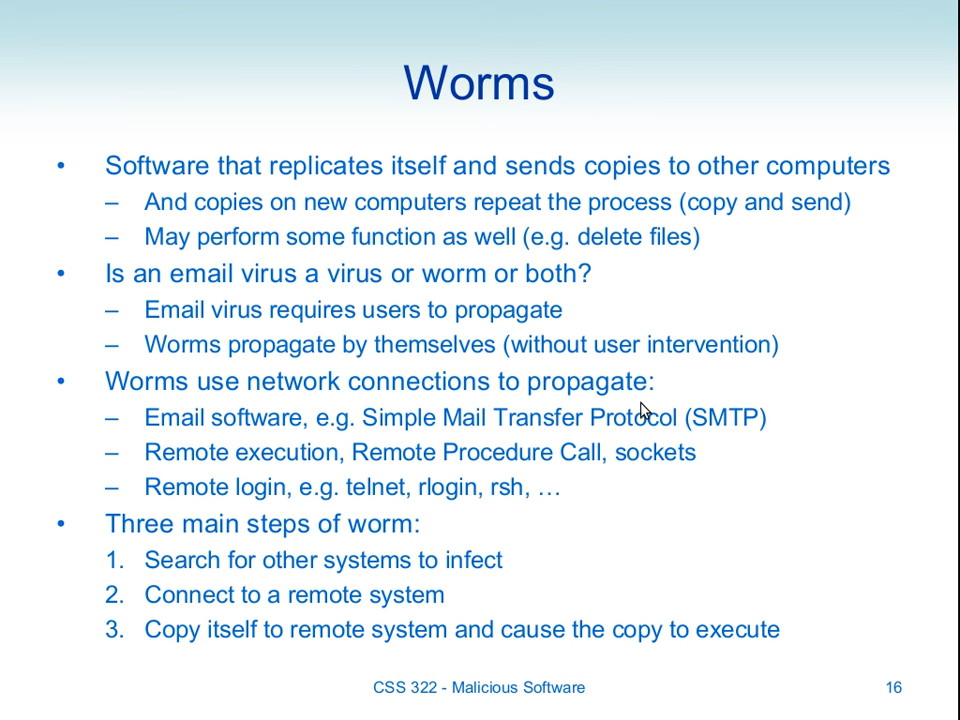 Worms
• Software that replicates itself and sends copies to other computers
– And copies on new computers repeat the process (copy and send)
– May perform some function as well (e.g. delete files)
• Is an email virus a virus or worm or both?
– Email virus requires users to propagate
– Worms propagate by themselves (without user intervention)
• Worms use network connections to propagate:
– Email software, e.g. Simple Mail Transfer Protocol (SMTP)
– Remote execution, Remote Procedure Call, sockets
– Remote login, e.g. telnet, rlogin, rsh, …
• Three main steps of worm:
1. Search for other systems to infect
2. Connect to a remote system
3. Copy itself to remote system and cause the copy to execute
CSS 322 - Malicious Software
16